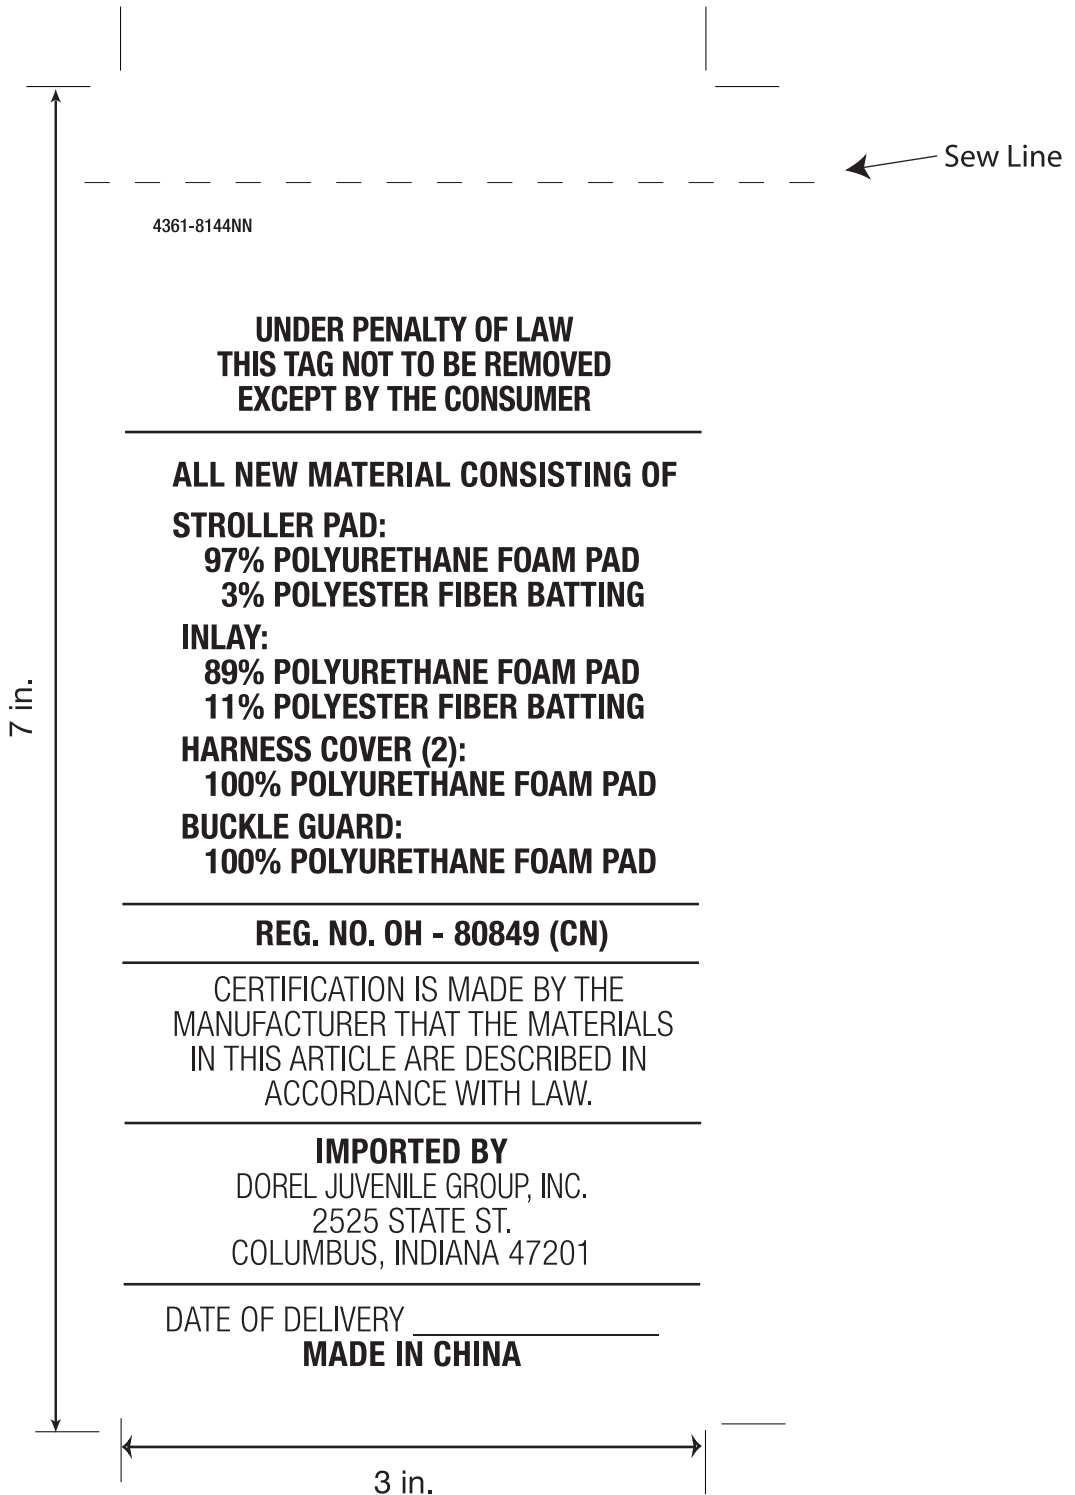 Sew Line
4361-8144NN
UNDER PENALTY OF LAW
THIS TAG NOT TO BE REMOVED
EXCEPT BY THE CONSUMER
ALL NEW MATERIAL CONSISTING OF
STROLLER PAD:
97% POLYURETHANE FOAM PAD
3% POLYESTER FIBER BATTING
INLAY:
89% POLYURETHANE FOAM PAD
11% POLYESTER FIBER BATTING
HARNESS COVER (2):
100% POLYURETHANE FOAM PAD
BUCKLE GUARD:
100% POLYURETHANE FOAM PAD
REG. NO. OH - 80849 (CN)
CERTIFICATION IS MADE BY THE
MANUFACTURER THAT THE MATERIALS
IN THIS ARTICLE ARE DESCRIBED IN
ACCORDANCE WITH LAW.
IMPORTED BY
DOREL JUVENILE GROUP, INC.
2525 STATE ST.
COLUMBUS, INDIANA 47201
DATE OF DELIVERY
MADE IN CHINA
7 in.
3 in.